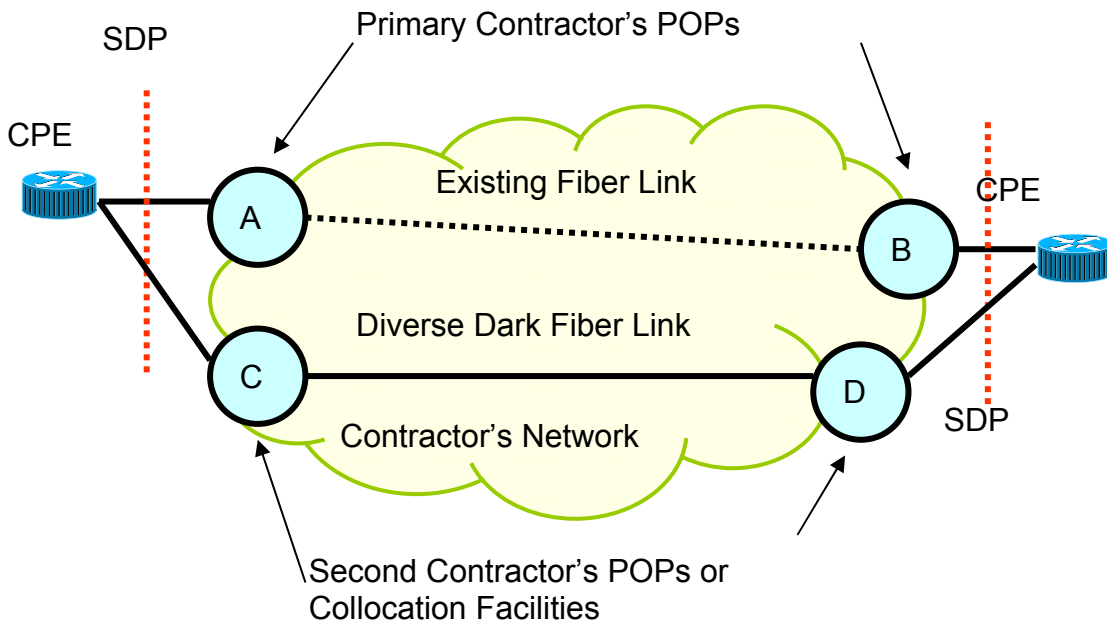 Primary Contractor’s POPs
SDP
CPE
Existing Fiber Link
CPE
A
B
Diverse Dark Fiber Link
C
D
SDP
Contractor’s Network
Second Contractor’s POPs or
Collocation Facilities